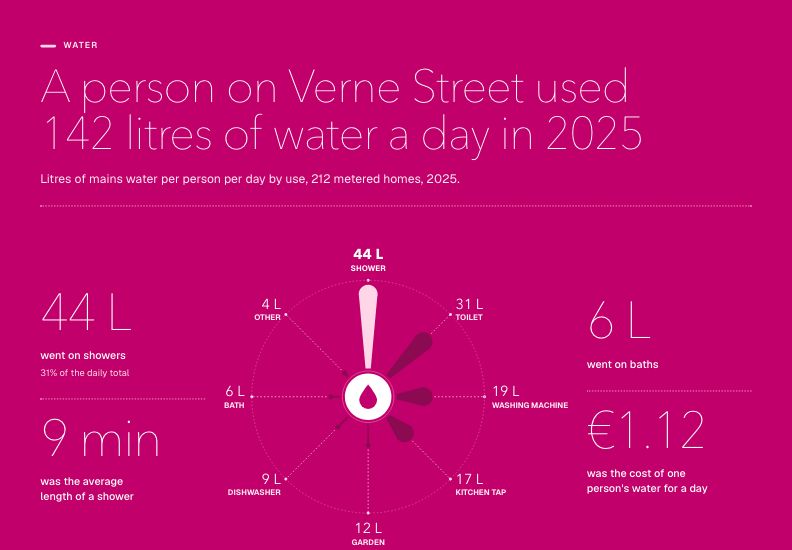 WATER
A person on Verne Street used
142 litres of water a day in 2025
Litres of mains water per person per day by use, 212 metered homes, 2025.
44 L
went on showers
31% of the daily total
9 min
was the average
length of a shower
44 L
SHOWER
31 L
TOILET
19 L
WASHING MACHINE
17 L
KITCHEN TAP
12 L
GARDEN
9 L
DISHWASHER
6 L
BATH
4 L
OTHER
6 L
went on baths
€1.12
was the cost of one
person's water for a day